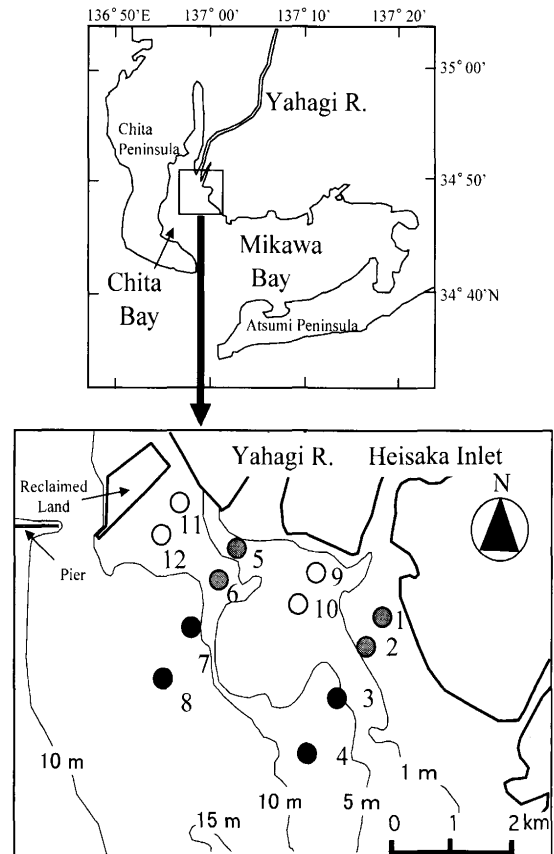 136°50'E 137°00' 137°10' 137°20'
35°00'
Yahagi R.
Chita
Peninsula
34°50'
Mikawa
Bay
Chita
Bay
34°40'N
Atsumi Peninsula
Yahagi R. Heisaka Inlet
Reclaimed
Land
N
11
12
5
Pier
9
6
10
1
2
7
3
8
4
10 m
1 m
10 m
5 m
15 m
0 1 2 km